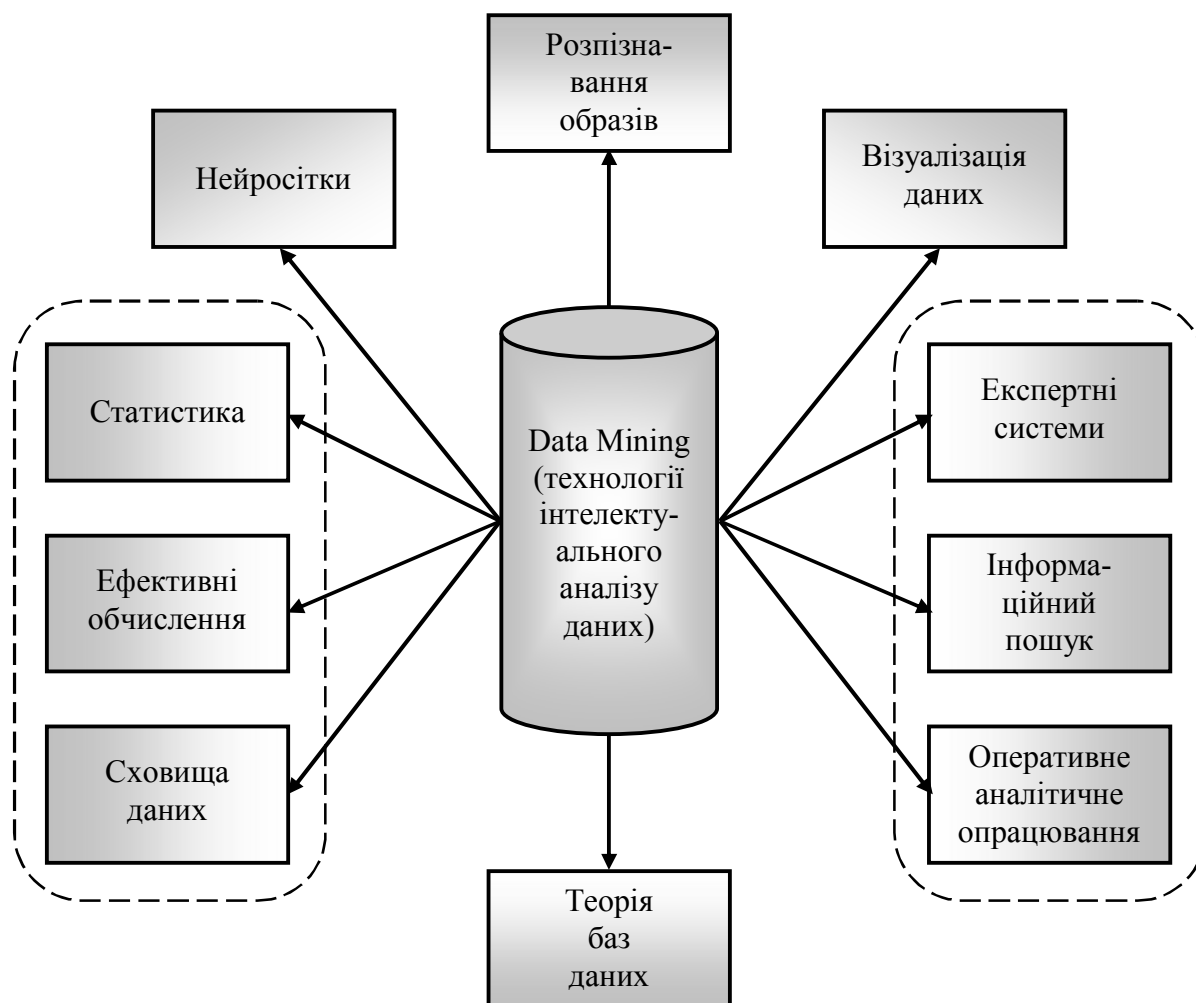 Розпізна-
вання
образів
Нейросітки
Візуалізація
даних
Статистика
Ефективні
обчислення
Сховища
даних
Data Mining
(технології
інтелекту-
ального
аналізу
даних)
Експертні
системи
Інформа-
ційний
пошук
Оперативне
аналітичне
опрацювання
Теорія
баз
даних